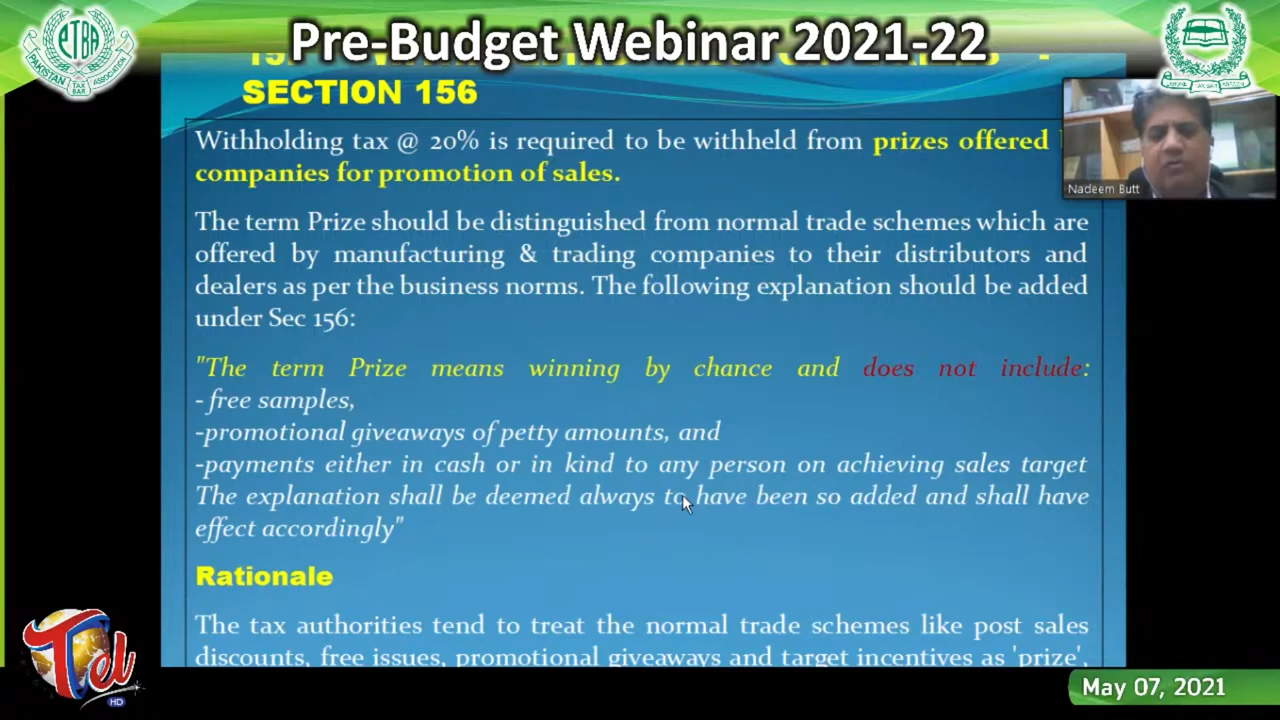 Pre-Budget Webinar 2021-22
SECTION 156
Withholding tax @ 20% is required to be withheld from prizes offered
companies for promotion of sales.
The term Prize should be distinguished from normal trade schemes which are
offered by manufacturing & trading companies to their distributors and
dealers as per the business norms. The following explanation should be added
under Sec 156:
"The term Prize means winning by chance and does not include:
- free samples,
-promotional giveaways of petty amounts, and
-payments either in cash or in kind to any person on achieving sales target
The explanation shall be deemed always to have been so added and shall have
effect accordingly"
Rationale
The tax authorities tend to treat the normal trade schemes like post sales
discounts, free issues, promotional giveaways and target incentives as 'prize',
Nadeem Butt
PTBA
PAKISTAN TAX BAR ASSOCIATION
Tel
HD
May 07, 2021